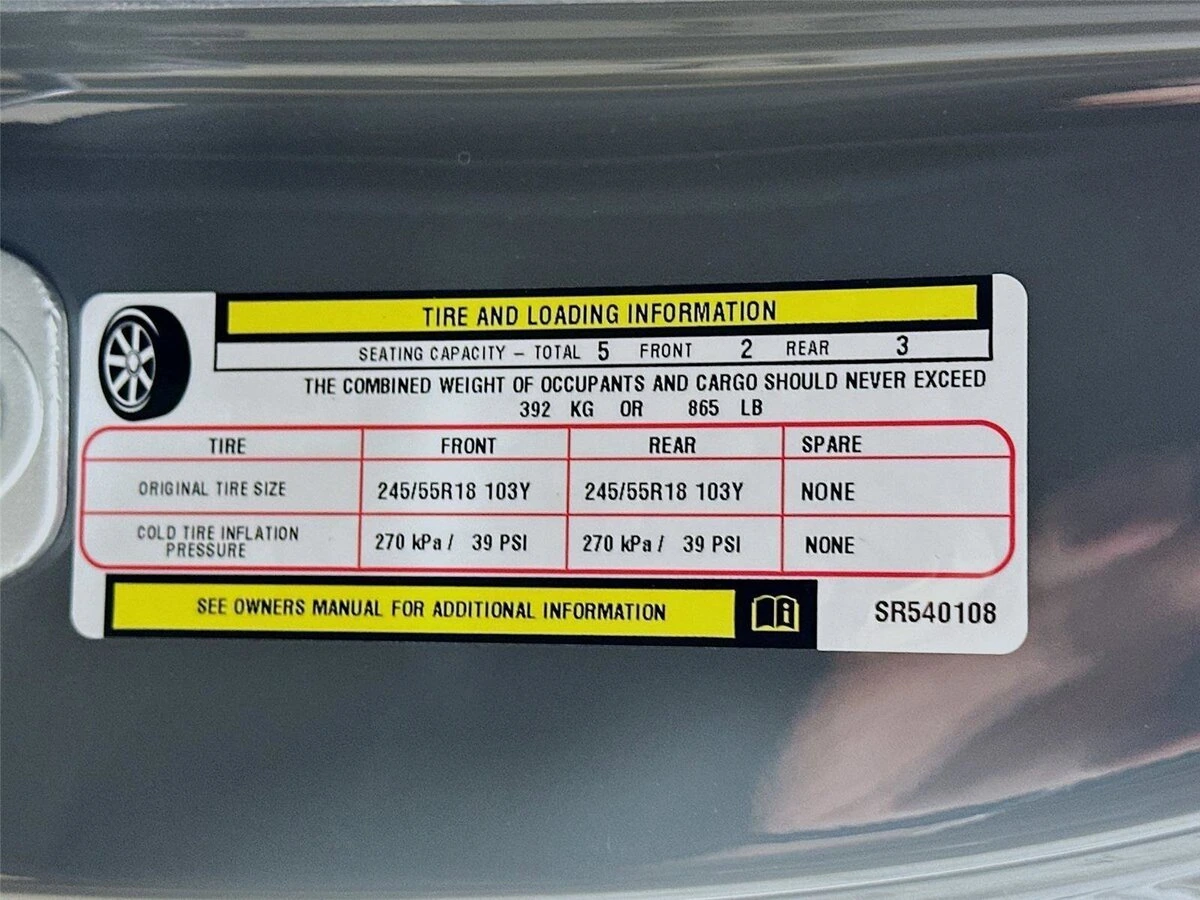 TIRE AND LOADING INFORMATION
SEATING CAPACITY – TOTAL 5 FRONT 2 REAR 3
THE COMBINED WEIGHT OF OCCUPANTS AND CARGO SHOULD NEVER EXCEED
392 KG OR 865 LB
TIRE FRONT REAR SPARE
ORIGINAL TIRE SIZE 245/55R18 103Y 245/55R18 103Y NONE
COLD TIRE INFLATION
PRESSURE 270 kPa / 39 PSI 270 kPa / 39 PSI NONE
SEE OWNERS MANUAL FOR ADDITIONAL INFORMATION i SR540108